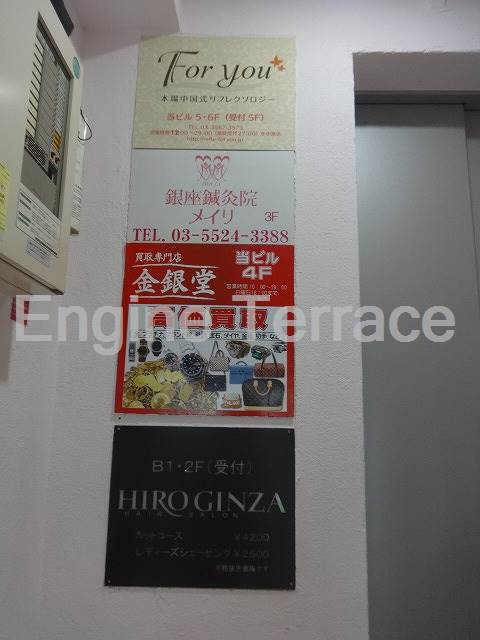 For you
本場中国式リフレクソロジー
当ビル 5・6F (受付 5F)
銀座鍼灸院
メイリ 3F
TEL. 03-5524-3388
買取専門店
金銀堂
当ビル
4F
買取
Engine Terrace
B1・2F(受付)
HIRO GINZA
HAIR SALON
カットコース ¥4200
レディースシェービング ¥2500